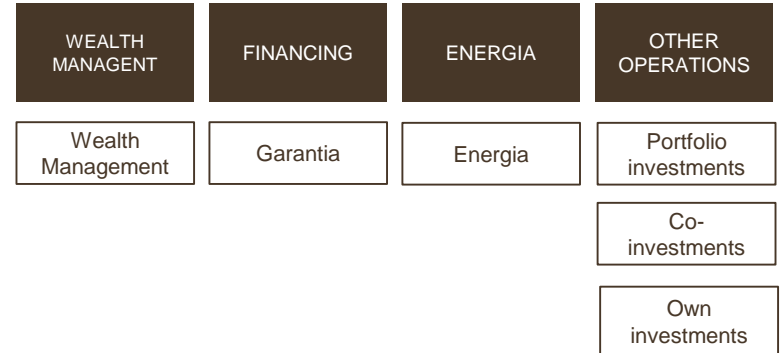 WEALTH
MANAGENT
FINANCING
ENERGIA
OTHER
OPERATIONS
Wealth
Management
Garantia
Energia
Portfolio
investments
Co-
investments
Own
investments